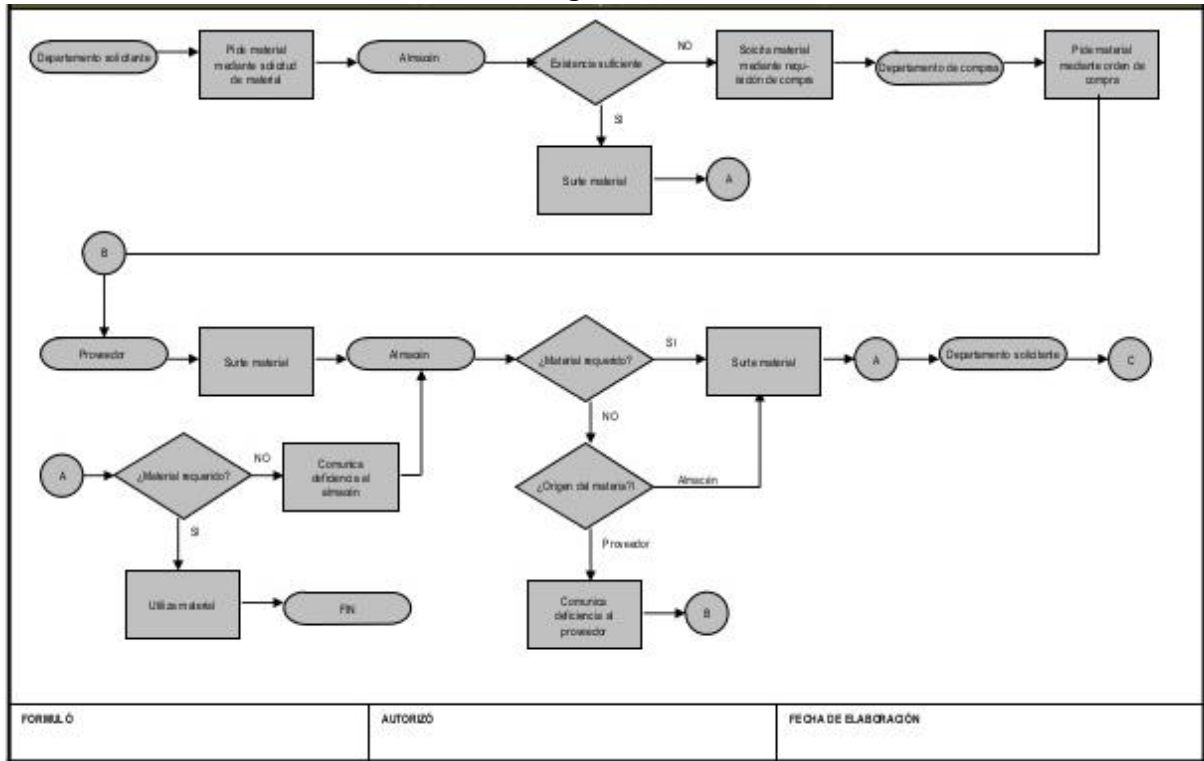 Departamento solicitante
Pide material
mediante solicitud
de material
Almacén
Existencia suficiente
NO
Solicita material
mediante requi-
sición de compra
Departamento de compras
Pide material
mediante orden de
compra
SI
Surte material
A
B
Proveedor
Surte material
Almacén
¿Material requerido?
SI
Surte material
A
Departamento solicitante
C
NO
A
¿Material requerido?
NO
Comunica
deficiencia al
almacén
¿Origen del material?
Almacén
SI
Proveedor
Utiliza material
FIN
Comunica
deficiencia al
proveedor
B
FORMULÓ
AUTORIZÓ
FECHA DE ELABORACIÓN